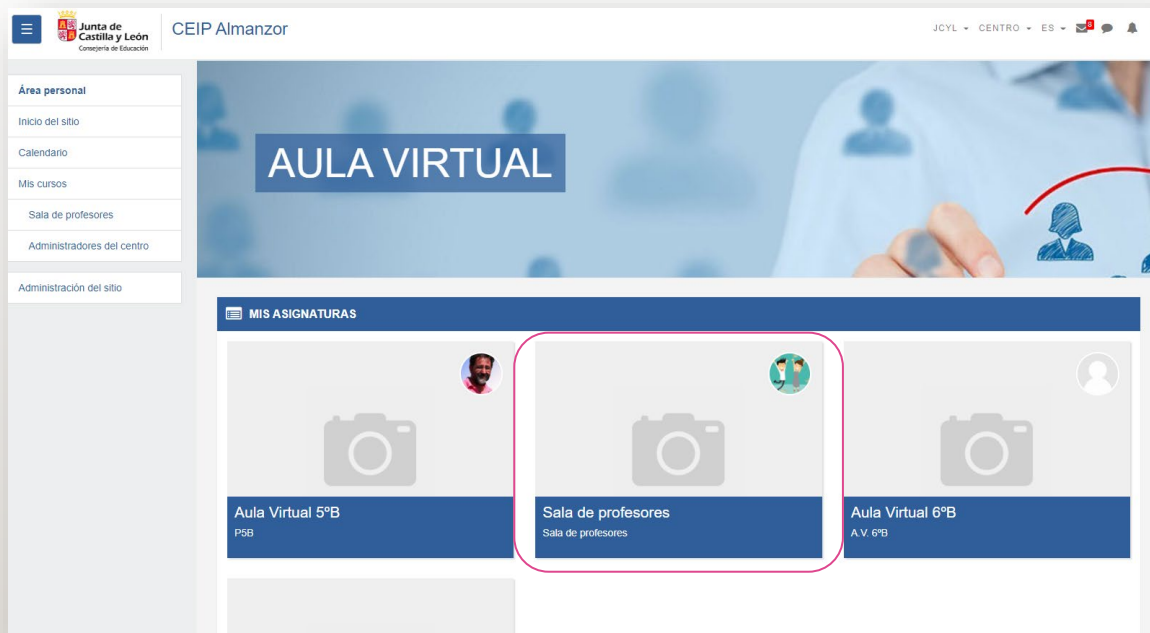 Junta de
Castilla y León
Consejería de Educación
CEIP Almanzor
JCYL
CENTRO
ES
Área personal
Inicio del sitio
Calendario
Mis cursos
Sala de profesores
Administradores del centro
Administración del sitio
AULA VIRTUAL
MIS ASIGNATURAS
Aula Virtual 5ºB
P5B
Sala de profesores
Sala de profesores
Aula Virtual 6ºB
A.V. 6ºB